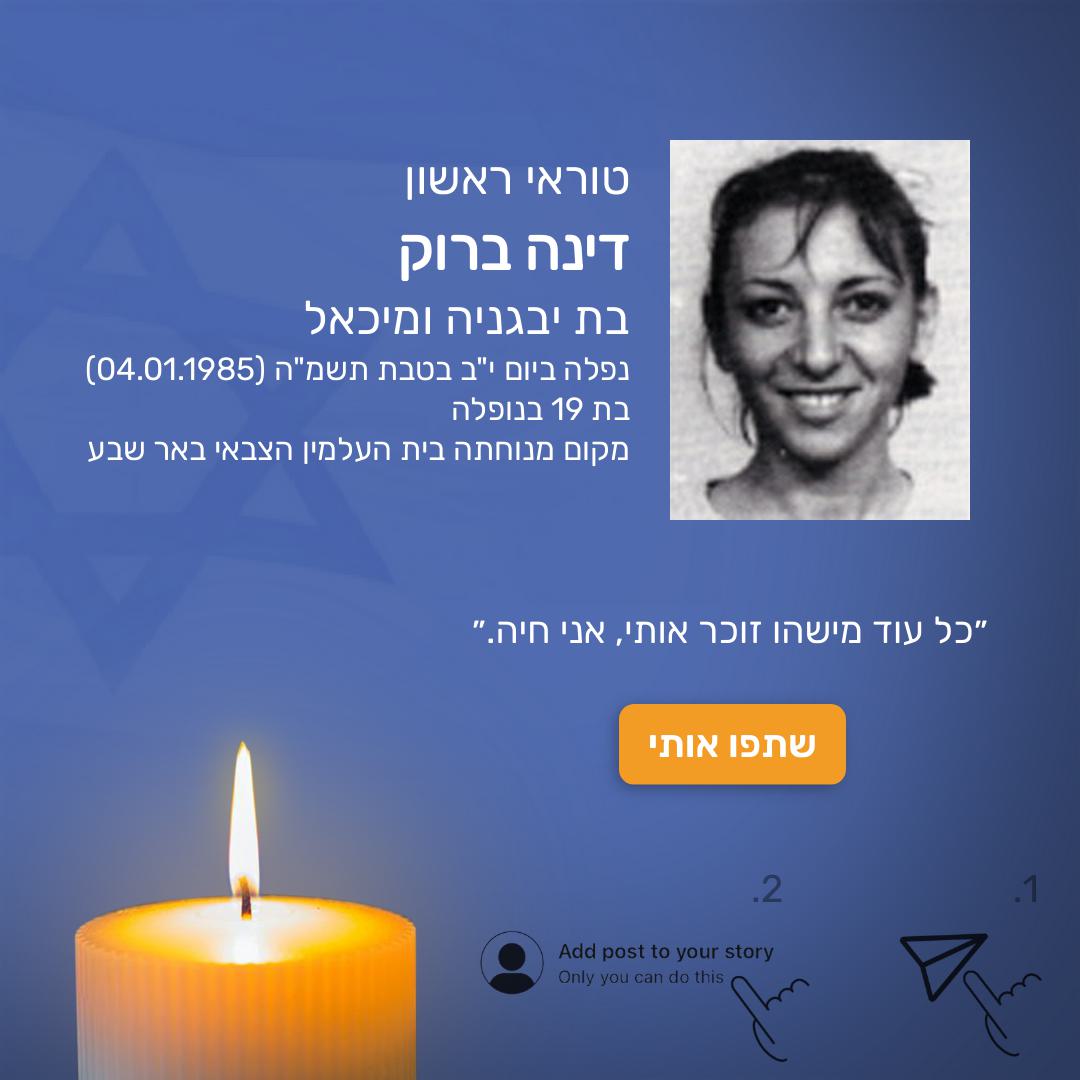 טוראי ראשון
דינה ברוק
בת יבגניה ומיכאל
נפלה ביום י"ב בטבת תשמ"ה (04.01.1985)
בת 19 בנופלה
מקום מנוחתה בית העלמין הצבאי באר שבע
״כל עוד מישהו זוכר אותי, אני חיה.״
שתפו אותי
1.
2.
Add post to your story
Only you can do this